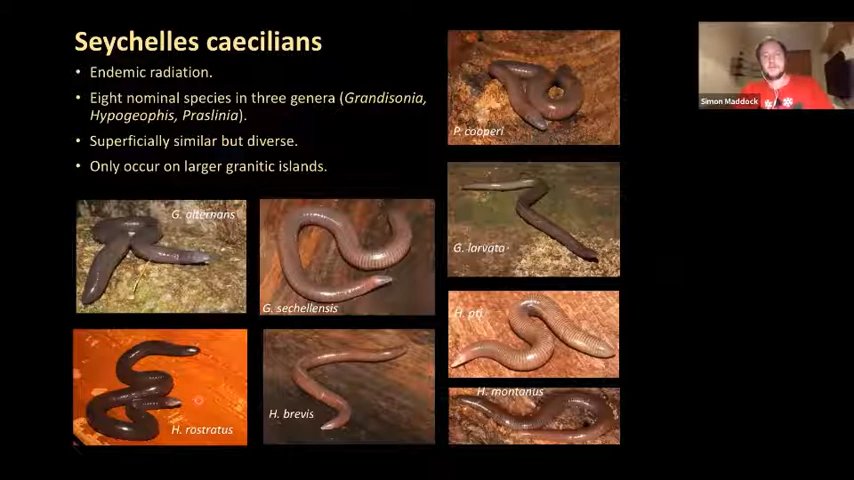 Seychelles caecilians
• Endemic radiation.
• Eight nominal species in three genera (Grandisonia,
Hypogeophis, Praslinia).
• Superficially similar but diverse.
• Only occur on larger granitic islands.
P. cooperi
Simon Maddock
G. alternans
G. sechellensis
G. larvata
H. pti
H. rostratus
H. brevis
H. montanus